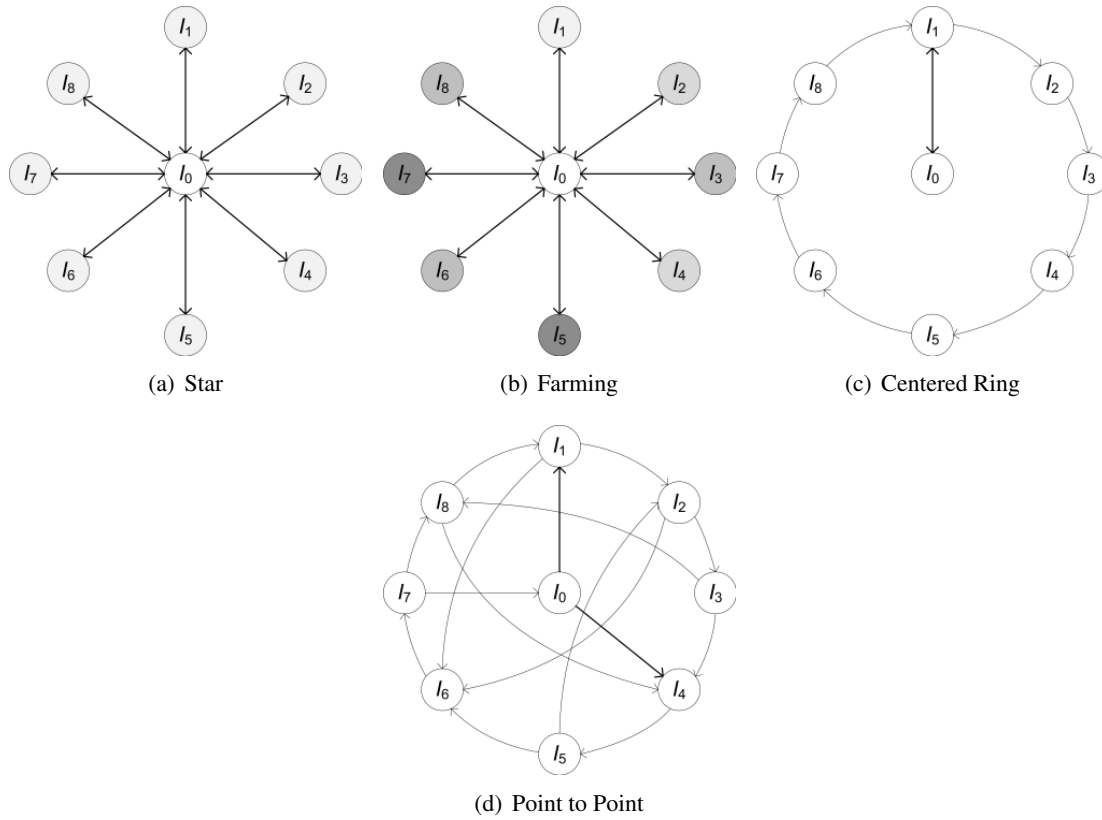 I1 I1 I1
I8 I2 I8 I2 I8 I2
I7 I0 I3 I7 I0 I3 I7 I0 I3
I6 I4 I6 I4 I6 I4
I5 I5 I5
(a) Star (b) Farming (c) Centered Ring
I1
I8 I2
I7 I0 I3
I6 I4
I5
(d) Point to Point